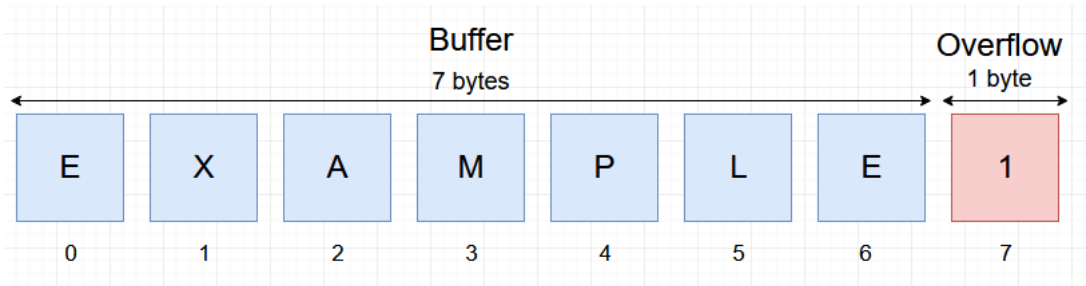 Buffer Overflow
7 bytes 1 byte
E X A M P L E 1
0 1 2 3 4 5 6 7